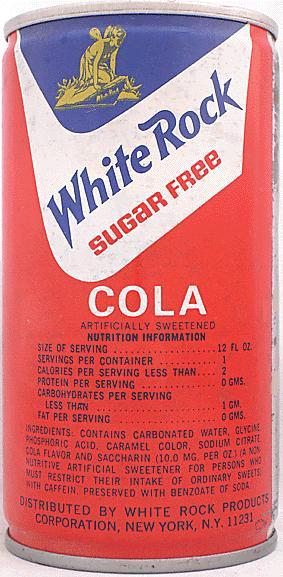 White Rock
SUGAR FREE
COLA
ARTIFICIALLY SWEETENED
NUTRITION INFORMATION
SIZE OF SERVING ................ 12 FL OZ.
SERVINGS PER CONTAINER .......... 1
CALORIES PER SERVING LESS THAN... 2
PROTEIN PER SERVING ............. 0 GMS.
CARBOHYDRATES PER SERVING
LESS THAN ..................... 1 GM.
FAT PER SERVING ................. 0 GMS.
INGREDIENTS: CONTAINS CARBONATED WATER, GLYCINE,
PHOSPHORIC ACID, CARAMEL COLOR, SODIUM CITRATE,
COLA FLAVOR AND SACCHARIN (10.0 MG. PER OZ.) (A NON-
NUTRITIVE ARTIFICIAL SWEETENER FOR PERSONS WHO
MUST RESTRICT THEIR INTAKE OF ORDINARY SWEETS)
WITH CAFFEIN. PRESERVED WITH BENZOATE OF SODA.
DISTRIBUTED BY WHITE ROCK PRODUCTS
CORPORATION, NEW YORK, N.Y. 11231